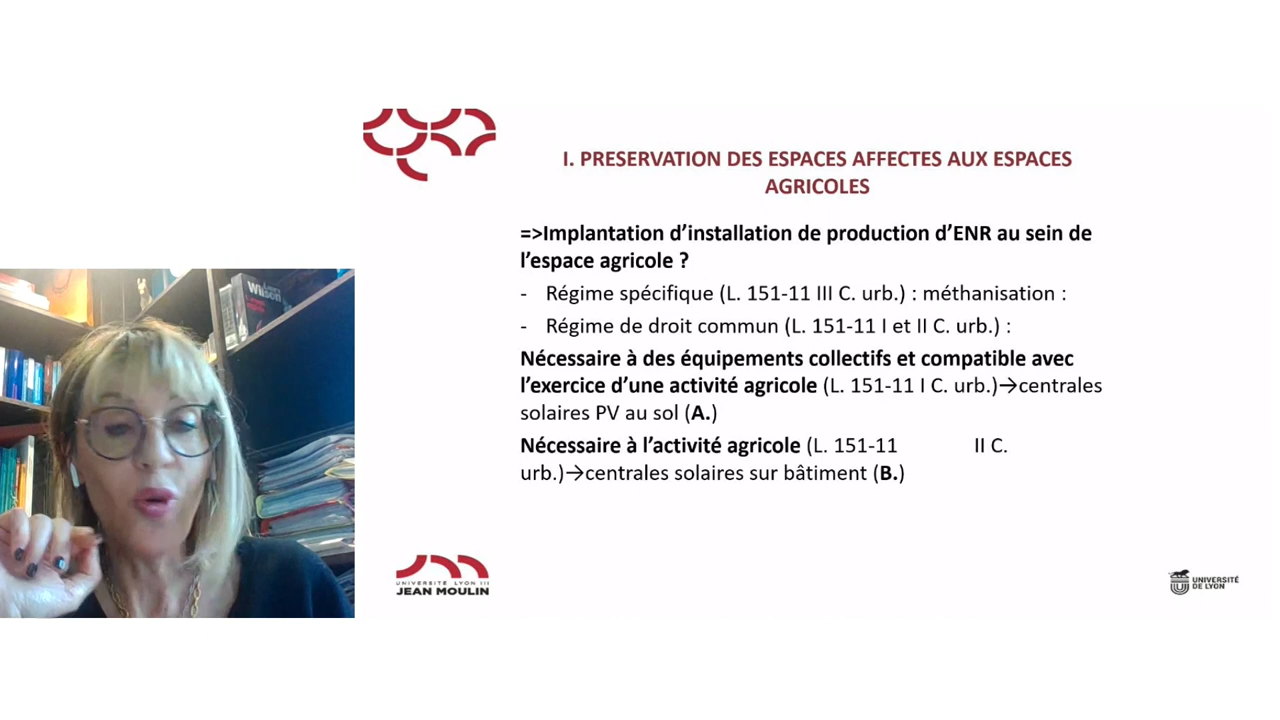 I. PRESERVATION DES ESPACES AFFECTES AUX ESPACES
AGRICOLES
=>Implantation d’installation de production d’ENR au sein de
l’espace agricole ?
- Régime spécifique (L. 151-11 III C. urb.) : méthanisation :
- Régime de droit commun (L. 151-11 I et II C. urb.) :
Nécessaire à des équipements collectifs et compatible avec
l’exercice d’une activité agricole (L. 151-11 I C. urb.)→centrales
solaires PV au sol (A.)
Nécessaire à l’activité agricole (L. 151-11 II C.
urb.)→centrales solaires sur bâtiment (B.)
UNIVERSITÉ LYON III
JEAN MOULIN
UNIVERSITÉ
DE LYON